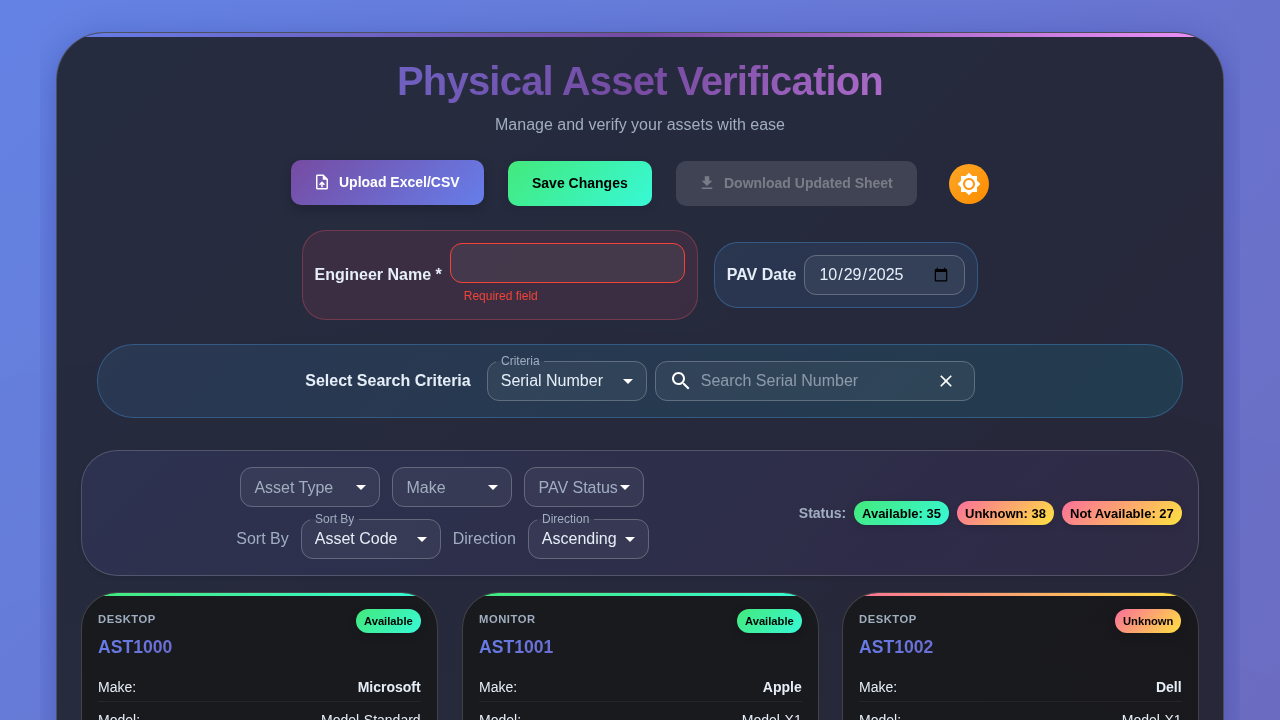 Physical Asset Verification
Manage and verify your assets with ease
Upload Excel/CSV
Save Changes
Download Updated Sheet
Engineer Name *
Required field
PAV Date
10/29/2025
Select Search Criteria
Criteria
Serial Number
Search Serial Number
Asset Type
Make
PAV Status
Sort By
Sort By
Asset Code
Direction
Direction
Ascending
Status:
Available: 35
Unknown: 38
Not Available: 27
DESKTOP
Available
AST1000
Make:
Microsoft
Model:
Model-Standard
MONITOR
Available
AST1001
Make:
Apple
Model:
Model-X1
DESKTOP
Unknown
AST1002
Make:
Dell
Model:
Model-X1